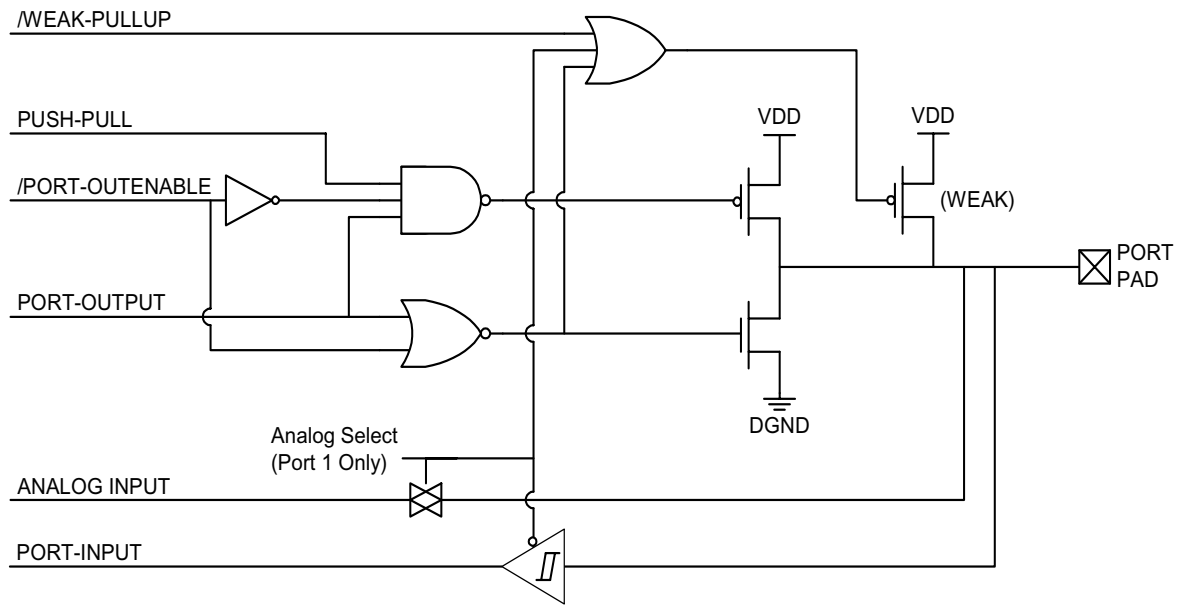 /WEAK-PULLUP
PUSH-PULL
VDD
VDD
/PORT-OUTENABLE
(WEAK)
PORT
PAD
PORT-OUTPUT
DGND
Analog Select
(Port 1 Only)
ANALOG INPUT
PORT-INPUT